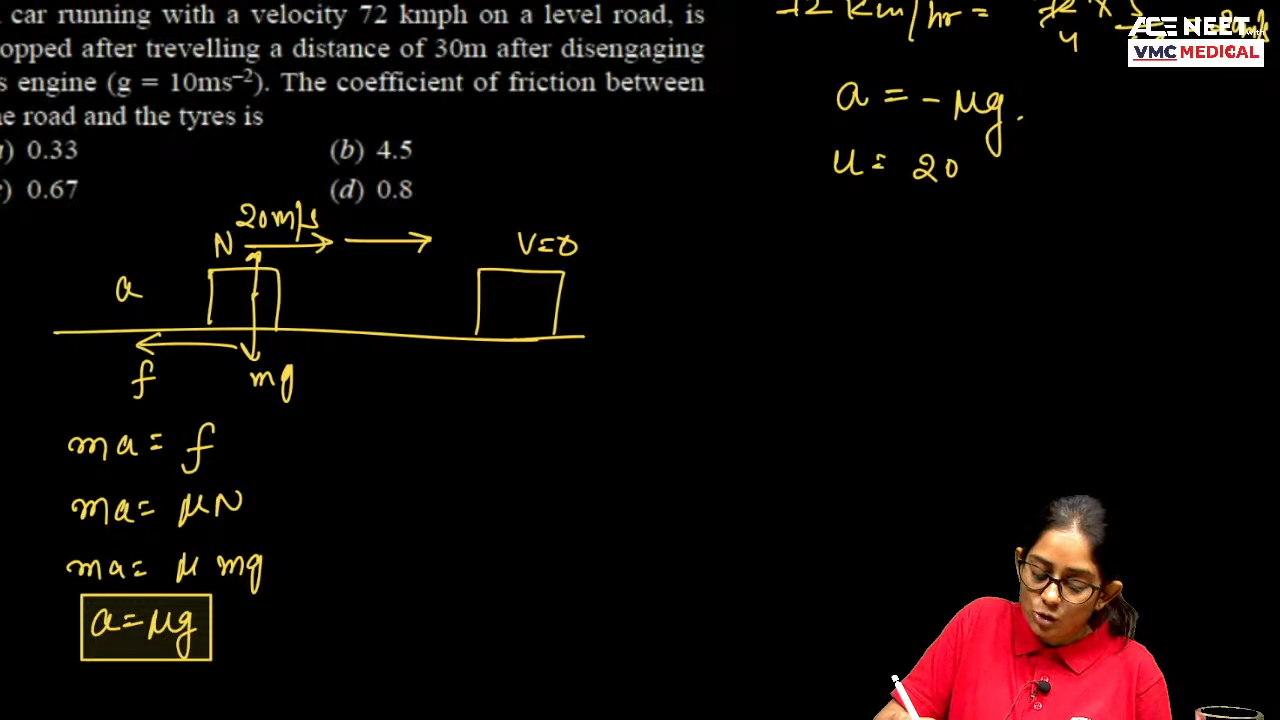 car running with a velocity 72 kmph on a level road, is
opped after trevelling a distance of 30m after disengaging
s engine (g = 10ms⁻²). The coefficient of friction between
e road and the tyres is
) 0.33 (b) 4.5
) 0.67 (d) 0.8
72 Km/hr = 72 ×
4
ACE NEET with
VMC MEDICAL
a = - μg.
u = 20
20m/s
N V=0
a
f mg
ma = f
ma = μN
ma = μ mg
a = μg